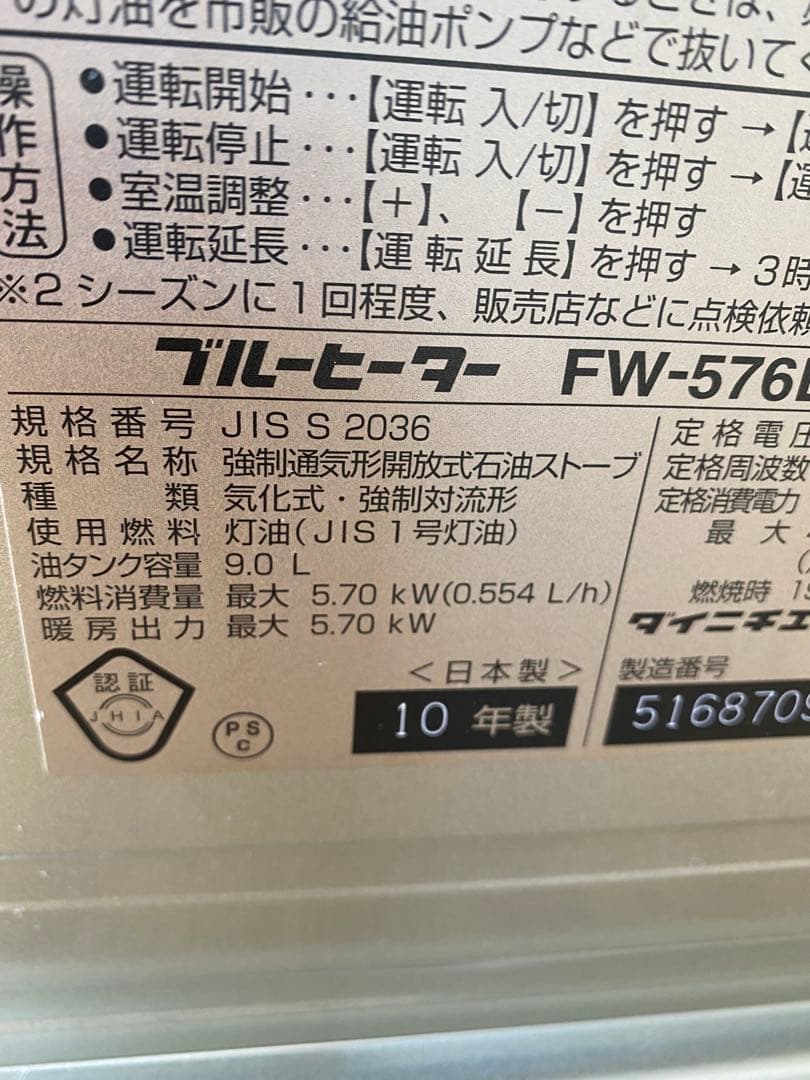 の灯油を市販の給油ポンプなどで抜いてく
操作方法
●運転開始・・・【運転 入/切】を押す → 【運
●運転停止・・・【運転 入/切】を押す → 【運
●室温調整・・・【+】、【-】を押す
●運転延長・・・【運転延長】を押す → 3時
※2シーズンに1回程度、販売店などに点検依頼
ブルーヒーター FW-576
規格番号 JIS S 2036
規格名称 強制通気形開放式石油ストーブ
種類 気化式・強制対流形
使用燃料 灯油(JIS1号灯油)
油タンク容量 9.0 L
燃料消費量 最大 5.70 kW(0.554 L/h)
暖房出力 最大 5.70 kW
定格電圧
定格周波数
定格消費電力
最大
燃焼時
ダイニチエ
<日本製>
10 年製
製造番号
516870
認証
JHIA
PS
C